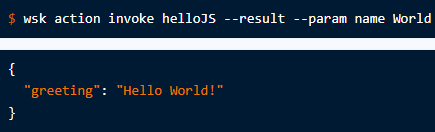 $ wsk action invoke helloJS --result --param name World
{
  "greeting": "Hello World!"
}